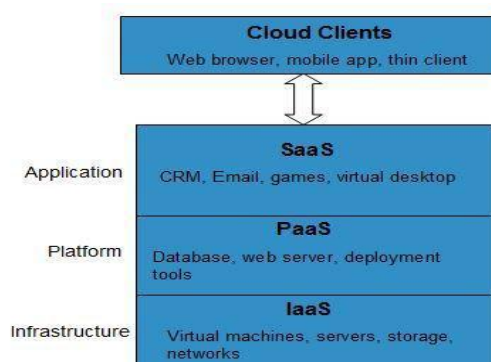 Cloud Clients
Web browser, mobile app, thin client
SaaS
Application
CRM, Email, games, virtual desktop
PaaS
Platform
Database, web server, deployment
tools
IaaS
Infrastructure
Virtual machines, servers, storage,
networks